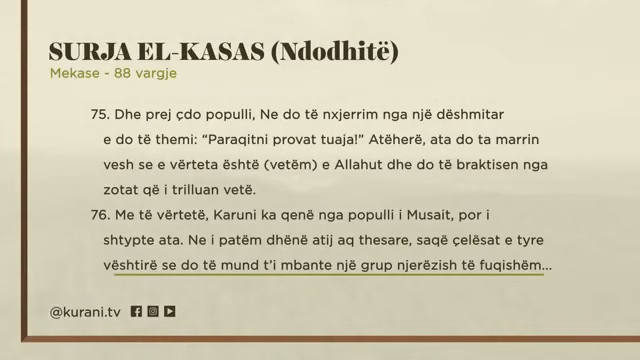 SURJA EL-KASAS (Ndodhitë)
Mekase - 88 vargje
75. Dhe prej çdo populli, Ne do të nxjerrim nga një dëshmitar
e do të themi: “Paraqitni provat tuaja!” Atëherë, ata do ta marrin
vesh se e vërteta është (vetëm) e Allahut dhe do të braktisen nga
zotat që i trilluan vetë.
76. Me të vërtetë, Karuni ka qenë nga populli i Musait, por i
shtypte ata. Ne i patëm dhënë atij aq thesare, saqë çelësat e tyre
vështirë se do të mund t’i mbante një grup njerëzish të fuqishëm...
@kurani.tv